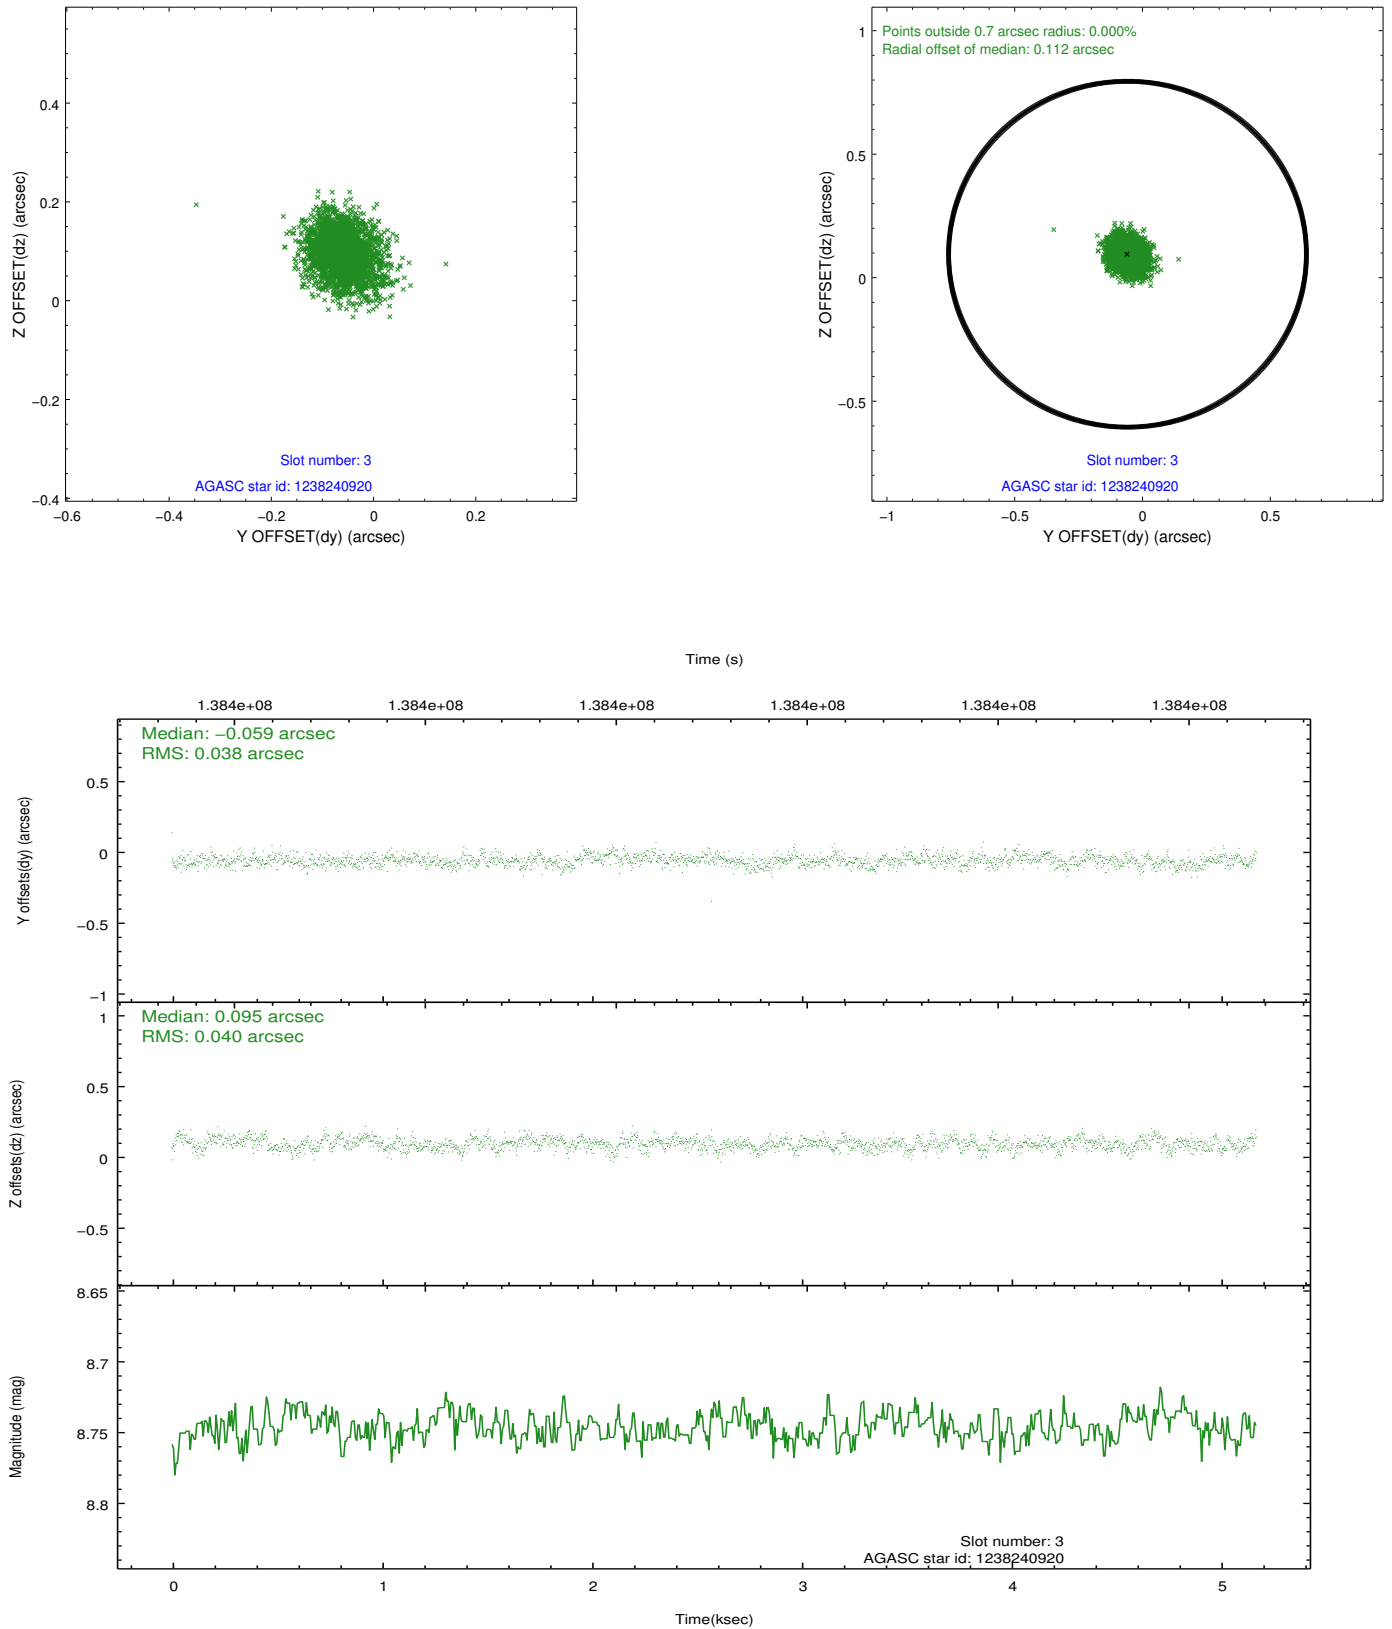 0.4
0.2
0
−0.2
−0.4
−0.6
−0.4
−0.2
0
0.2
Z OFFSET(dz) (arcsec)
Y OFFSET(dy) (arcsec)
Slot number: 3
AGASC star id: 1238240920
Points outside 0.7 arcsec radius: 0.000%
Radial offset of median: 0.112 arcsec
1
0.5
0
−0.5
−1
−0.5
0
0.5
Z OFFSET(dz) (arcsec)
Y OFFSET(dy) (arcsec)
Slot number: 3
AGASC star id: 1238240920
Time (s)
1.384e+08 1.384e+08 1.384e+08 1.384e+08 1.384e+08 1.384e+08
Median: −0.059 arcsec
RMS: 0.038 arcsec
0.5
0
−0.5
−1
Y offsets(dy) (arcsec)
Median: 0.095 arcsec
RMS: 0.040 arcsec
1
0.5
0
−0.5
Z offsets(dz) (arcsec)
8.65
8.7
8.75
8.8
Magnitude (mag)
Slot number: 3
AGASC star id: 1238240920
0 1 2 3 4 5
Time(ksec)